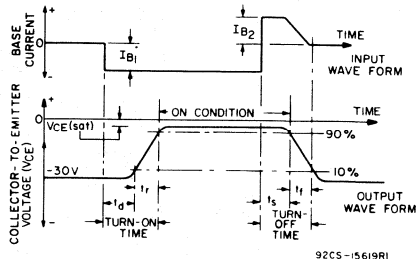 BASE
CURRENT
+
0
-
IB1
IB2
TIME
INPUT
WAVE FORM
COLLECTOR-TO-EMITTER
VOLTAGE (VCE)
+
0
VCE(sat)
-30V
-
ON CONDITION
TIME
90%
10%
tr
td
ts
tf
TURN-ON
TIME
TURN-
OFF
TIME
OUTPUT
WAVE FORM
92CS-15619R1